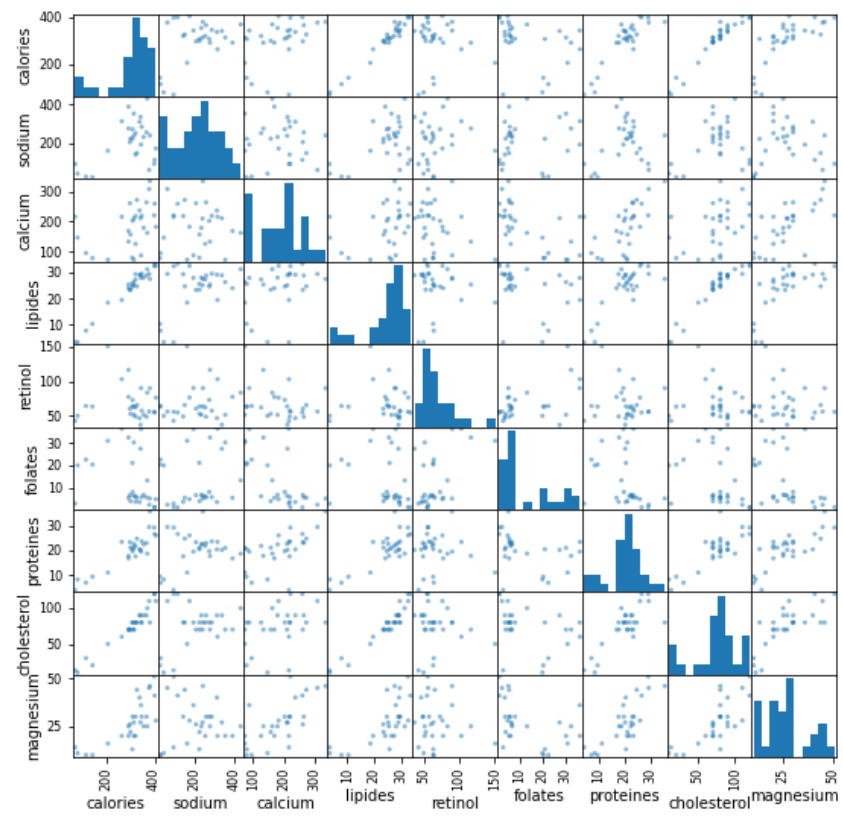 400
200
calories
400
200
sodium
300
200
100
calcium
30
20
10
lipides
150
100
50
retinol
30
20
10
folates
30
20
10
proteines
100
50
cholesterol
50
25
magnesium
200 400 200 400 100 200 300 10 20 30 50 100 150 10 20 30 10 20 30 50 100 25 50
calories sodium calcium lipides retinol folates proteines cholesterol magnesium